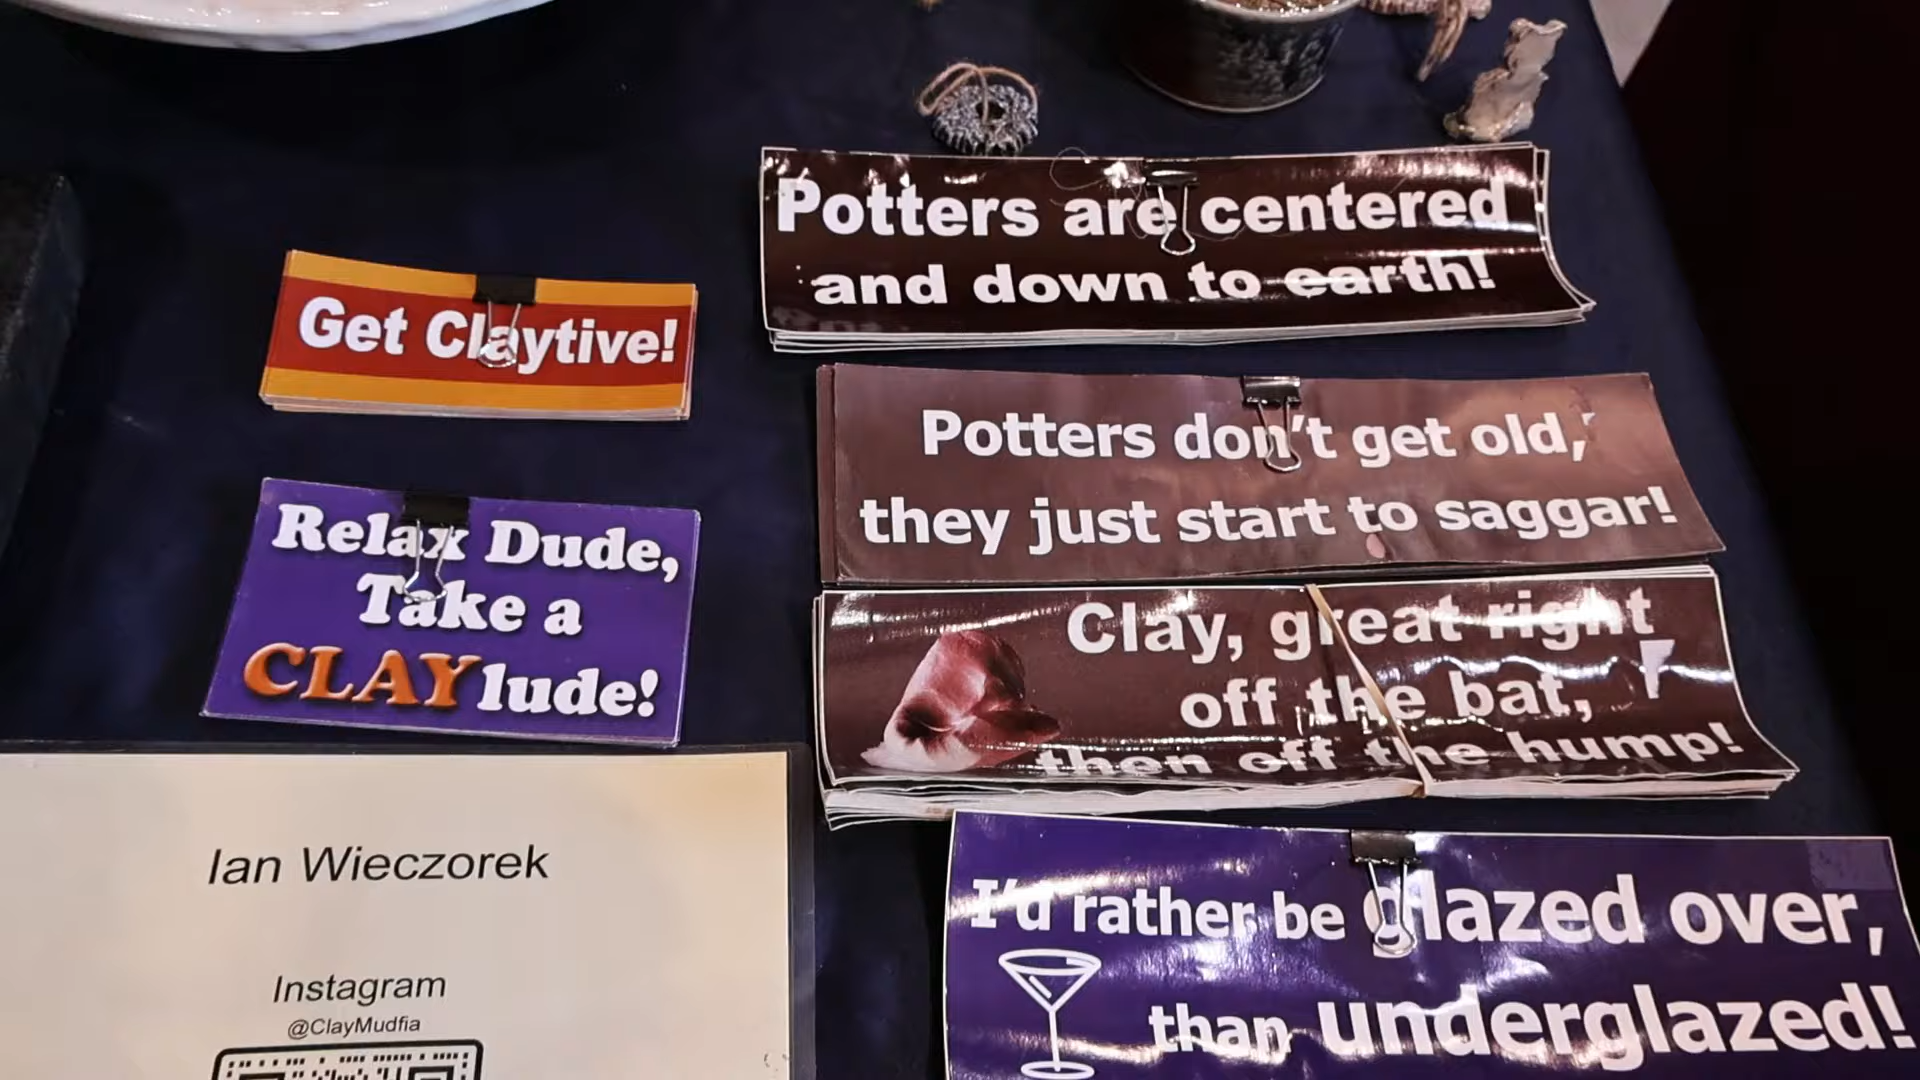 Get Claytive!
Relax Dude,
Take a
CLAYlude!
Ian Wieczorek
Instagram
@ClayMudfia
Potters are centered
and down to earth!
Potters don't get old,
they just start to saggar!
Clay, great right
off the bat,
then off the hump!
I'd rather be glazed over,
than underglazed!